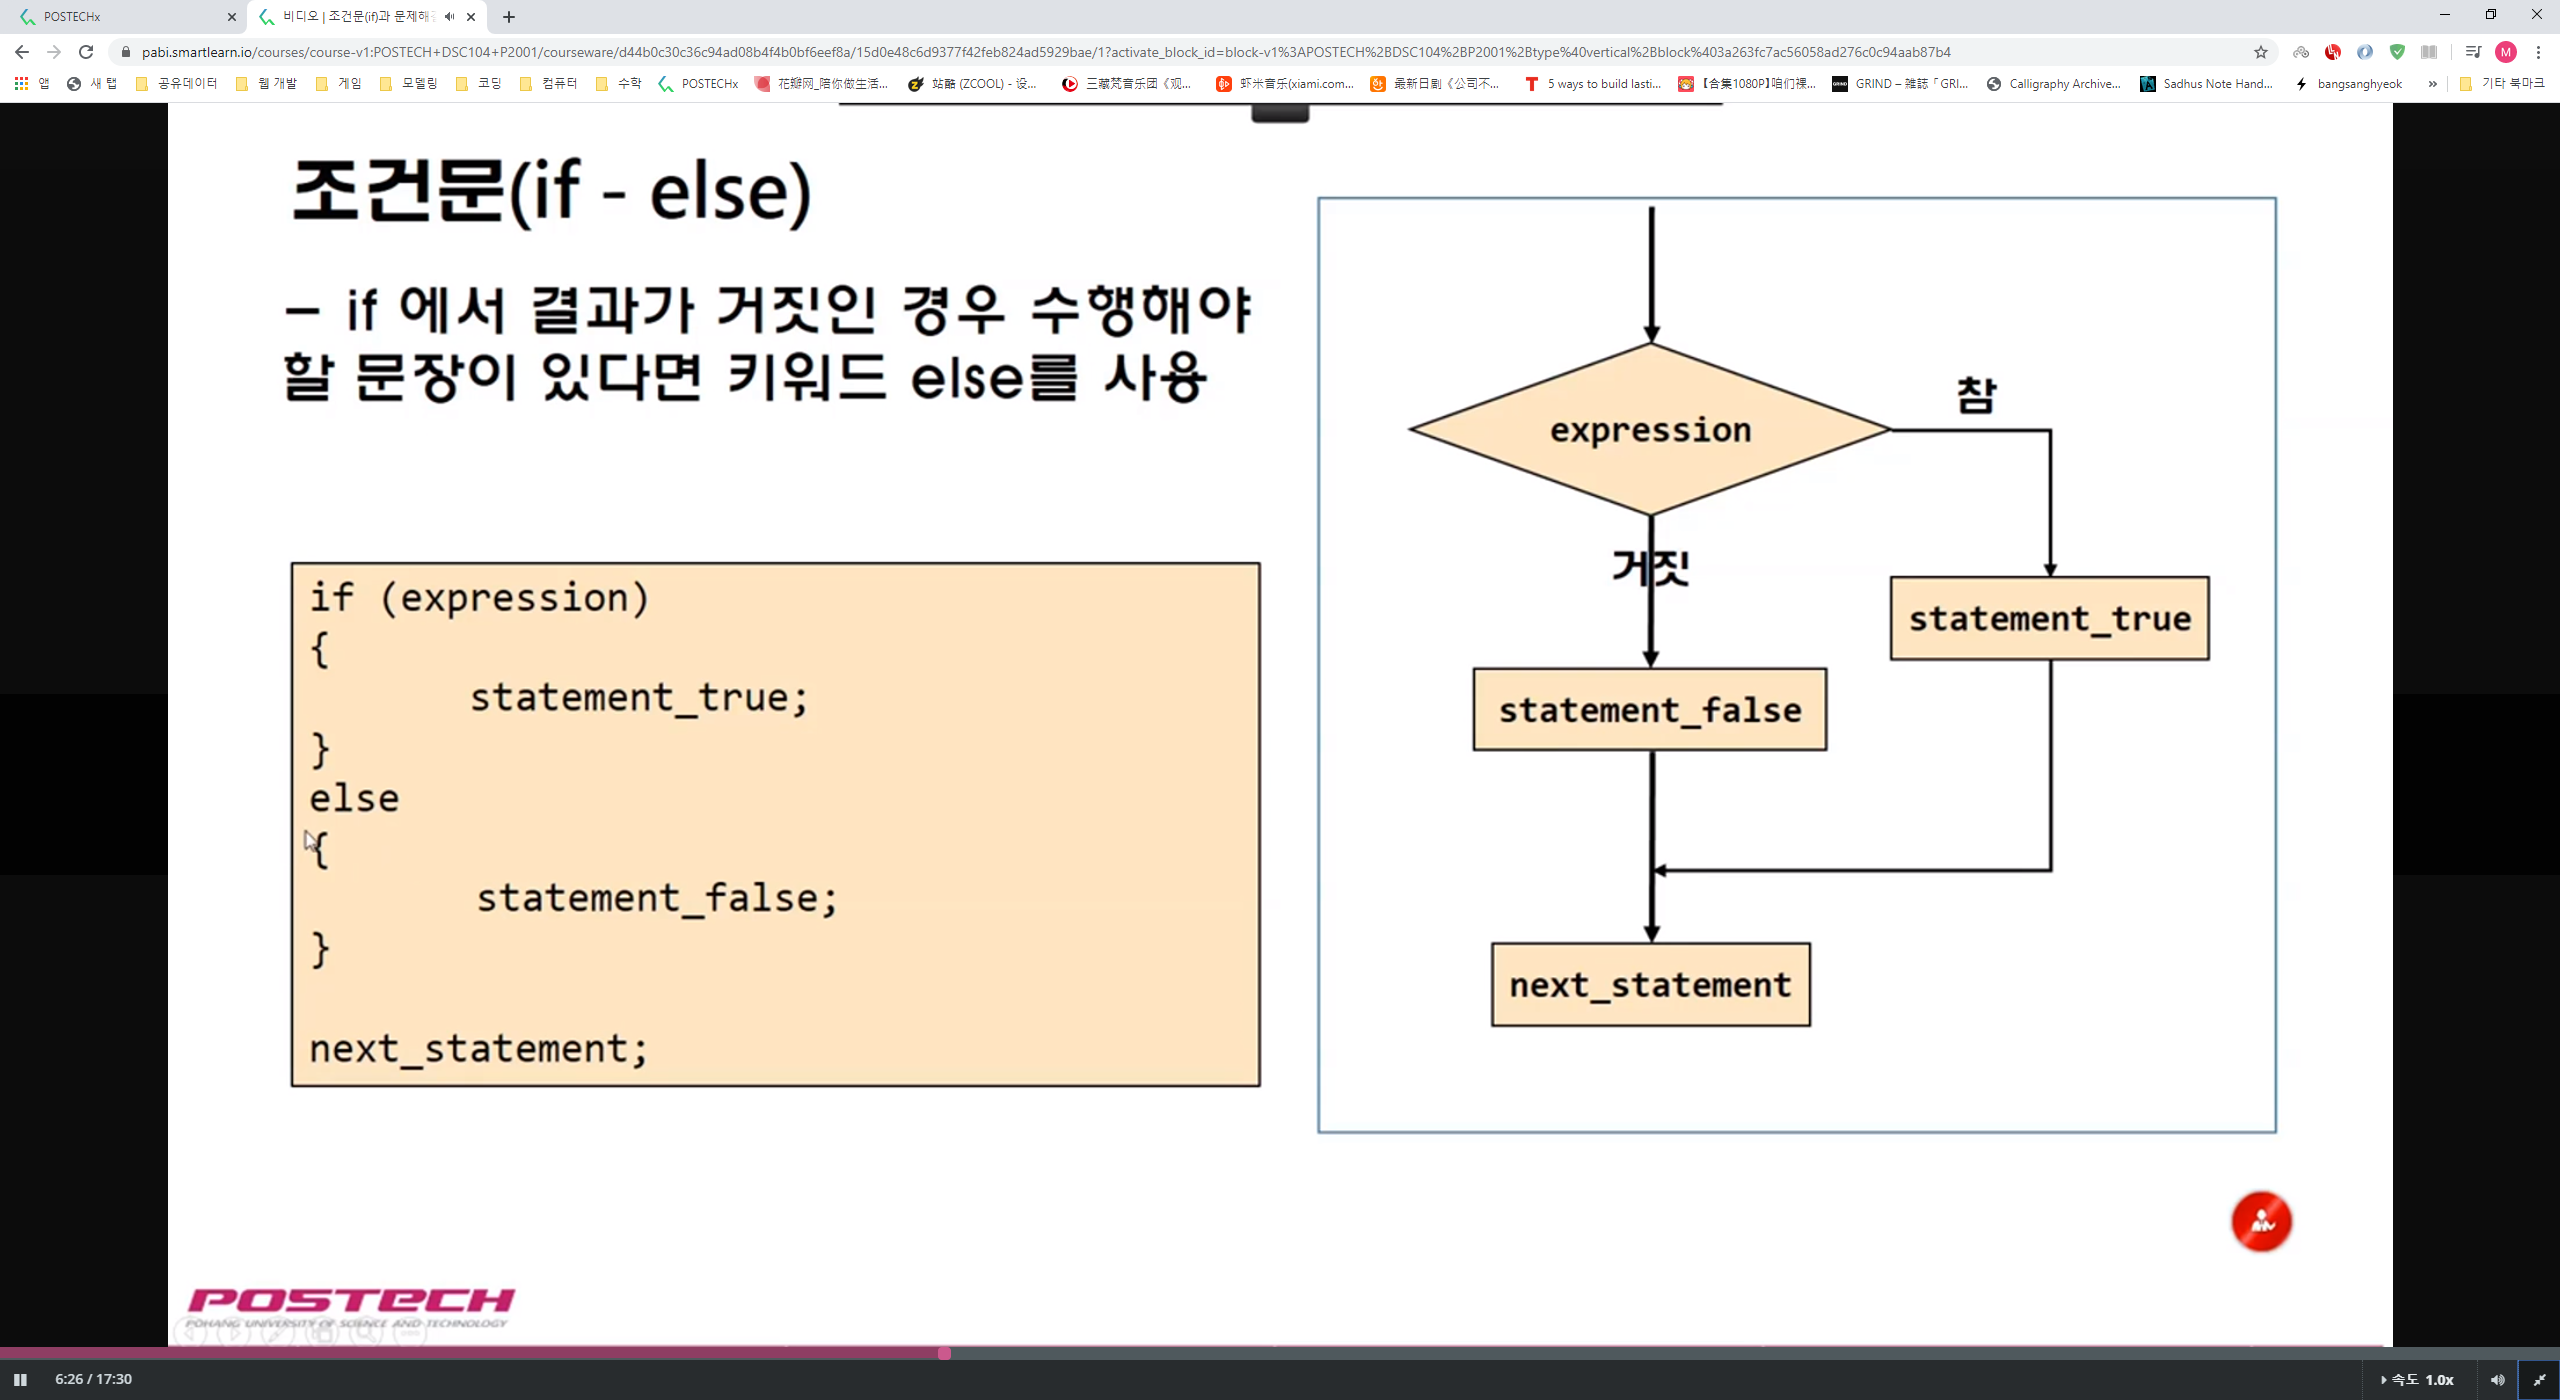 POSTECHx
비디오 | 조건문(if)과 문제해
pabi.smartlearn.io/courses/course-v1:POSTECH+DSC104+P2001/courseware/d44b0c30c36c94ad08b4f4b0bf6eef8a/15d0e48c6d9377f42feb824ad5929bae/1?activate_block_id=block-v1%3APOSTECH%2BDSC104%2BP2001%2Btype%40vertical%2Bblock%403a263fc7ac56058ad276c0c94aab87b4
M
앱 새 탭 공유데이터 웹 개발 게임 모델링 코딩 컴퓨터 수학 POSTECHx 花瓣网_陪你做生活... 站酷 (ZCOOL) - 设... 三藏梵音乐团《观... 虾米音乐(xiami.com... 最新日剧《公司不... 5 ways to build lasti... 【合集1080P】咱们裸... GRIND – 雑誌「GRI... Calligraphy Archive... Sadhus Note Hand... bangsanghyeok » 기타 북마크
조건문(if - else)
– if 에서 결과가 거짓인 경우 수행해야
할 문장이 있다면 키워드 else를 사용
if (expression)
{
statement_true;
}
else
{
statement_false;
}
next_statement;
expression
참
거짓
statement_true
statement_false
next_statement
POSTECH
POHANG UNIVERSITY OF SCIENCE AND TECHNOLOGY
6:26 / 17:30
속도 1.0x